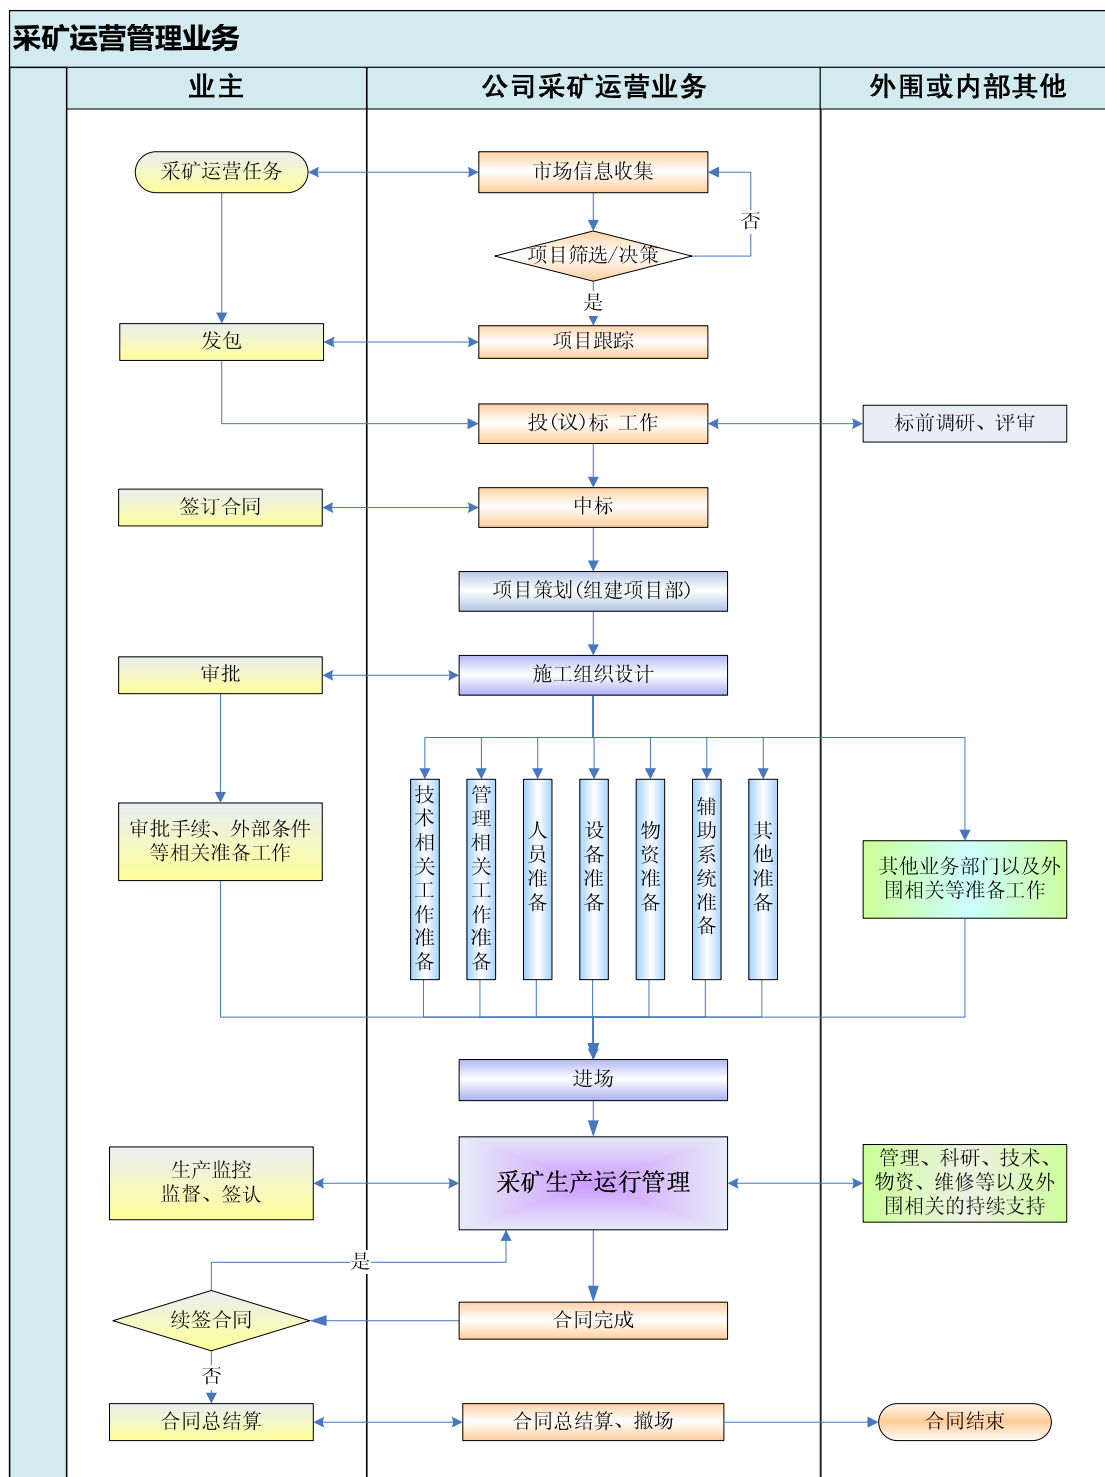 采矿运营管理业务
业主
公司采矿运营业务
外围或内部其他
采矿运营任务
市场信息收集
否
项目筛选/决策
是
发包
项目跟踪
投(议)标 工作
标前调研、评审
签订合同
中标
项目策划(组建项目部)
审批
施工组织设计
技术相关工作准备
管理相关工作准备
人员准备
设备准备
物资准备
辅助系统准备
其他准备
审批手续、外部条件
等相关准备工作
其他业务部门以及外
围相关等准备工作
进场
生产监控
监督、签认
采矿生产运行管理
管理、科研、技术、
物资、维修等以及外
围相关的持续支持
是
续签合同
合同完成
否
合同总结算
合同总结算、撤场
合同结束